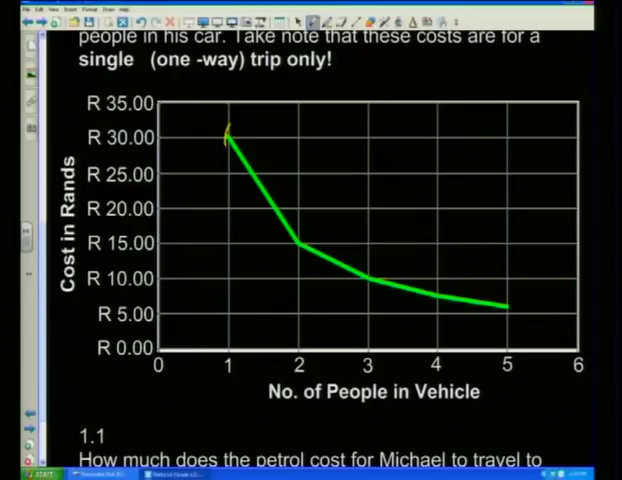 people in his car. Take note that these costs are for a
single (one -way) trip only!
R 35.00
R 30.00
R 25.00
R 20.00
R 15.00
R 10.00
R 5.00
R 0.00
Cost in Rands
0 1 2 3 4 5 6
No. of People in Vehicle
1.1
How much does the petrol cost for Michael to travel to
START